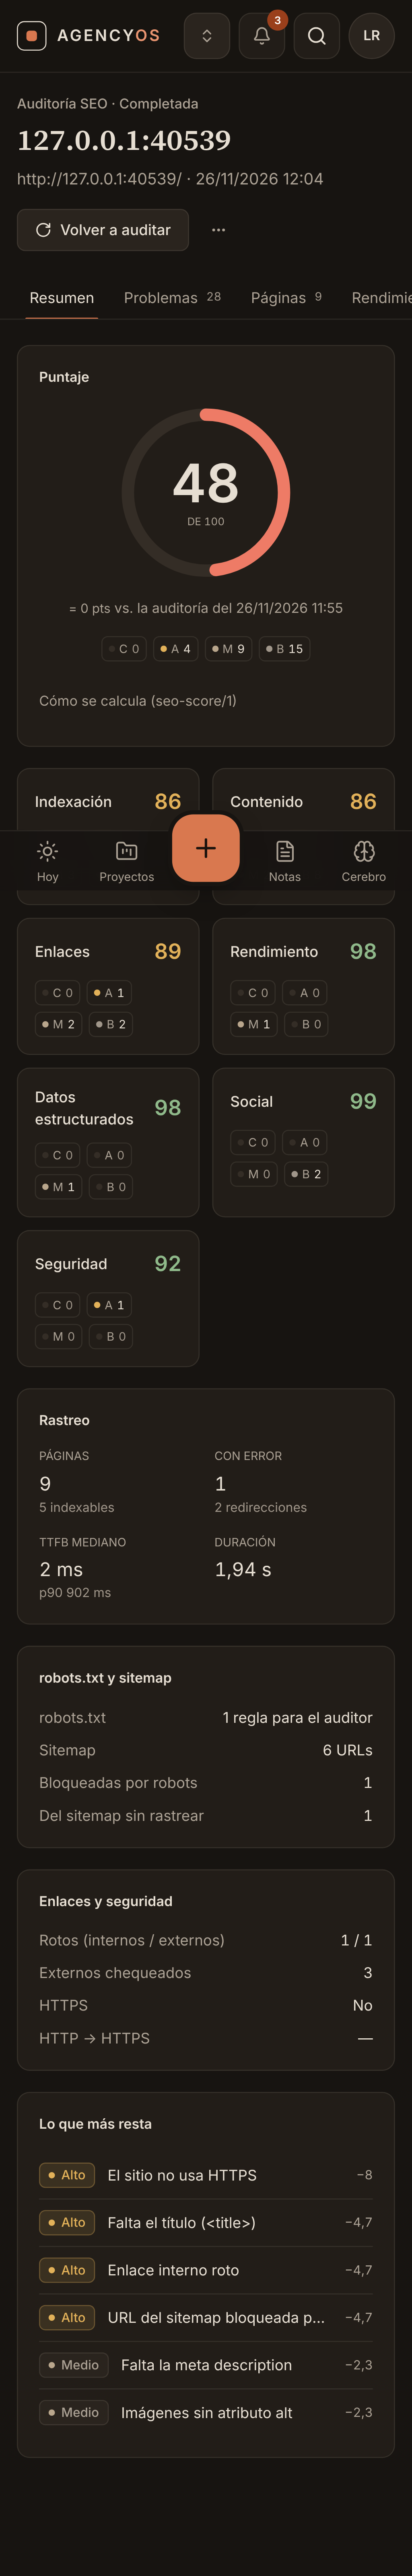 AGENCYOS
3
LR
Auditoría SEO · Completada
127.0.0.1:40539
http://127.0.0.1:40539/ · 26/11/2026 12:04
Volver a auditar
Resumen Problemas 28 Páginas 9 Rendimie
Puntaje
48
DE 100
= 0 pts vs. la auditoría del 26/11/2026 11:55
C 0 A 4 M 9 B 15
Cómo se calcula (seo-score/1)
Indexación 86
Contenido 86
Hoy Proyectos + Notas Cerebro
Enlaces 89
C 0 A 1
M 2 B 2
Rendimiento 98
C 0 A 0
M 1 B 0
Datos
estructurados 98
C 0 A 0
M 1 B 0
Social 99
C 0 A 0
M 0 B 2
Seguridad 92
C 0 A 1
M 0 B 0
Rastreo
PÁGINAS
9
5 indexables
CON ERROR
1
2 redirecciones
TTFB MEDIANO
2 ms
p90 902 ms
DURACIÓN
1,94 s
robots.txt y sitemap
robots.txt 1 regla para el auditor
Sitemap 6 URLs
Bloqueadas por robots 1
Del sitemap sin rastrear 1
Enlaces y seguridad
Rotos (internos / externos) 1 / 1
Externos chequeados 3
HTTPS No
HTTP → HTTPS —
Lo que más resta
Alto El sitio no usa HTTPS −8
Alto Falta el título (<title>) −4,7
Alto Enlace interno roto −4,7
Alto URL del sitemap bloqueada p... −4,7
Medio Falta la meta description −2,3
Medio Imágenes sin atributo alt −2,3